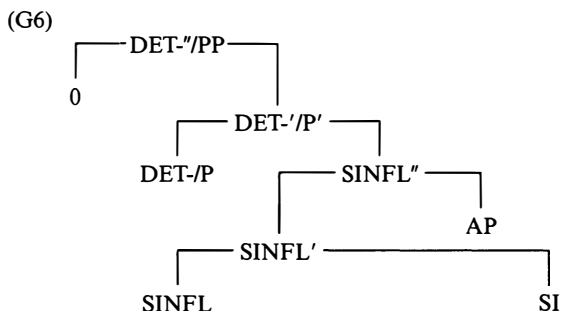 (G6)
DET-″/PP
0
DET-′/P′
DET-/P
SINFL″
AP
SINFL′
SINFL
SI